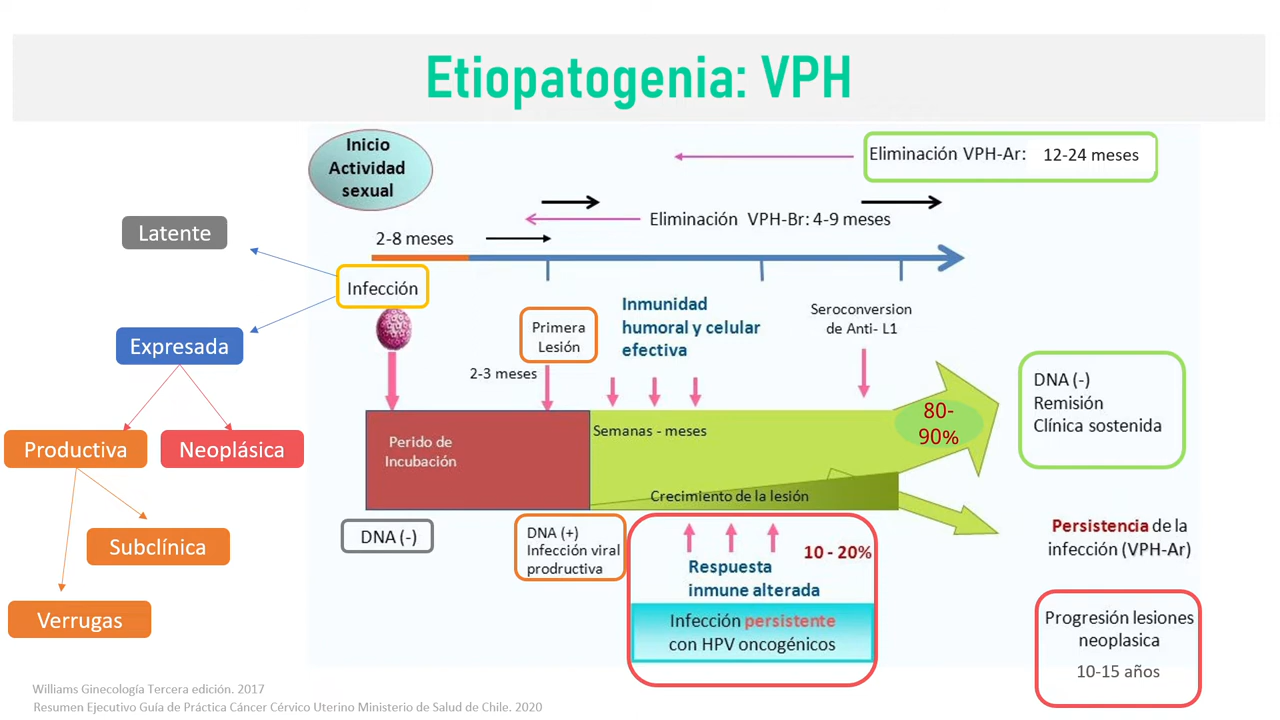 Etiopatogenia: VPH
Inicio
Actividad
sexual
Eliminación VPH-Ar: 12-24 meses
Eliminación VPH-Br: 4-9 meses
2-8 meses
Latente
Infección
Expresada
Productiva
Neoplásica
Subclínica
Verrugas
Primera
Lesión
2-3 meses
Inmunidad
humoral y celular
efectiva
Seroconversion
de Anti- L1
Perido de
Incubación
Semanas - meses
Crecimiento de la lesión
80-
90%
DNA (-)
Remisión
Clínica sostenida
DNA (-)
DNA (+)
Infección viral
prodructiva
10 - 20%
Respuesta
inmune alterada
Infección persistente
con HPV oncogénicos
Persistencia de la
infección (VPH-Ar)
Progresión lesiones
neoplasica
10-15 años
Williams Ginecología Tercera edición. 2017
Resumen Ejecutivo Guía de Práctica Cáncer Cérvico Uterino Ministerio de Salud de Chile. 2020